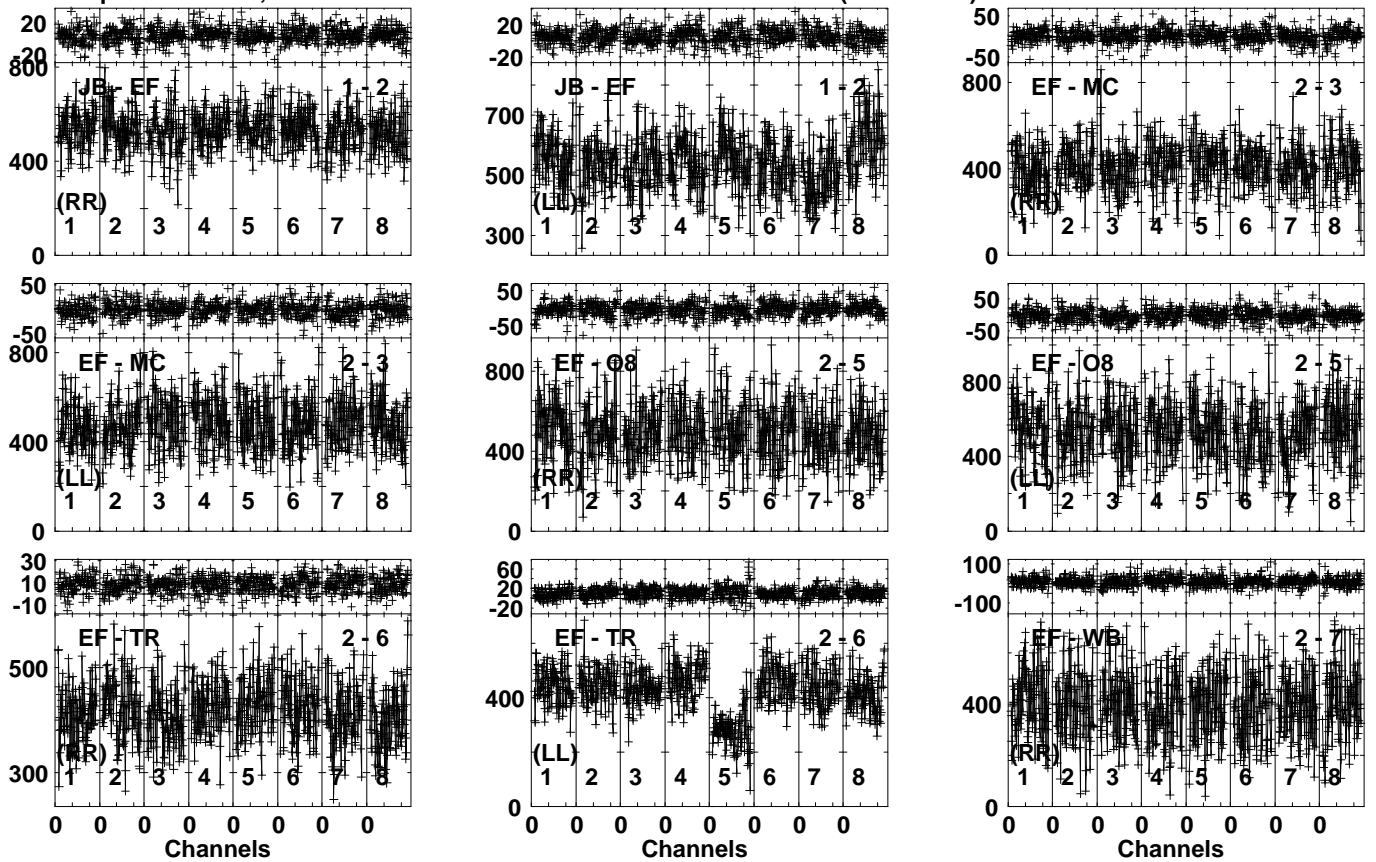 20
-20
800
JB - EF 1 - 2
400
(RR)
1 2 3 4 5 6 7 8
0
20
-20
JB - EF 1 - 2
700
500
(LL)
300
1 2 3 4 5 6 7 8
50
-50
800
EF - MC 2 - 3
400
(RR)
1 2 3 4 5 6 7 8
0
50
-50
800
EF - MC 2 - 3
400
(LL)
1 2 3 4 5 6 7 8
0
50
-50
EF - O8 2 - 5
800
400
(RR)
1 2 3 4 5 6 7 8
0
50
-50
EF - O8 2 - 5
800
400
(LL)
1 2 3 4 5 6 7 8
0
30
10
-10
EF - TR 2 - 6
500
(RR)
300
1 2 3 4 5 6 7 8
0 0 0 0 0 0 0 0
Channels
60
20
-20
EF - TR 2 - 6
400
(LL)
1 2 3 4 5 6 7 8
0
0 0 0 0 0 0 0 0
Channels
100
-100
EF - WB 2 - 7
400
(RR)
1 2 3 4 5 6 7 8
0
0 0 0 0 0 0 0 0
Channels